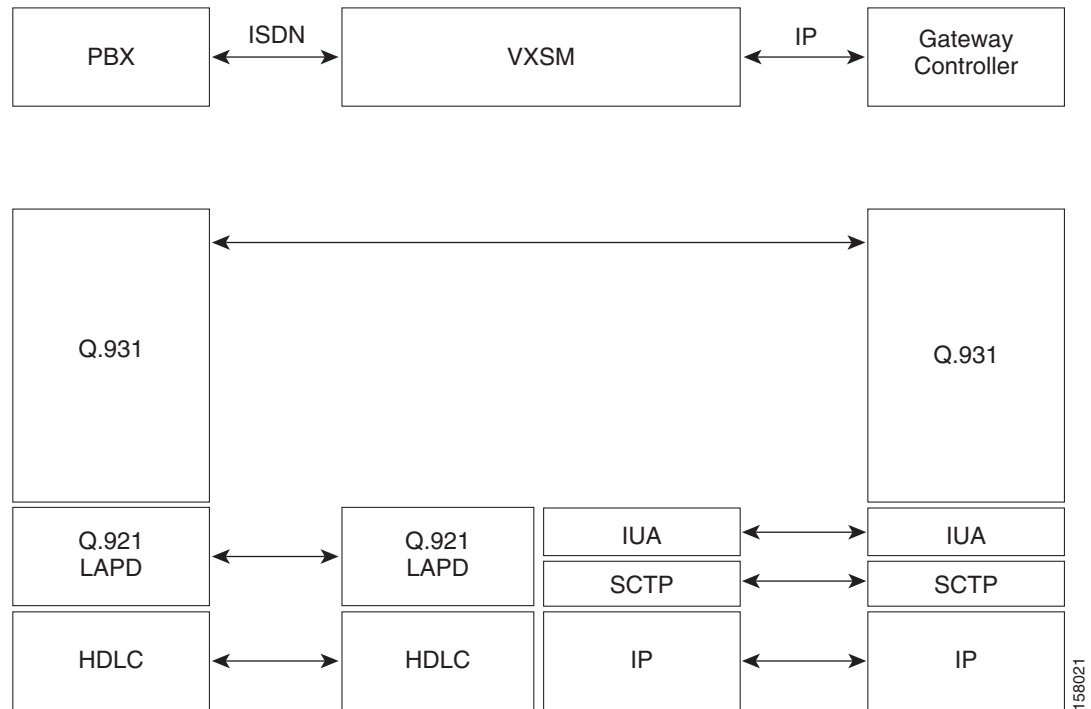 PBX
ISDN
VXSM
IP
Gateway
Controller
Q.931
Q.931
Q.921
LAPD
Q.921
LAPD
IUA
IUA
SCTP
SCTP
HDLC
HDLC
IP
IP
158021